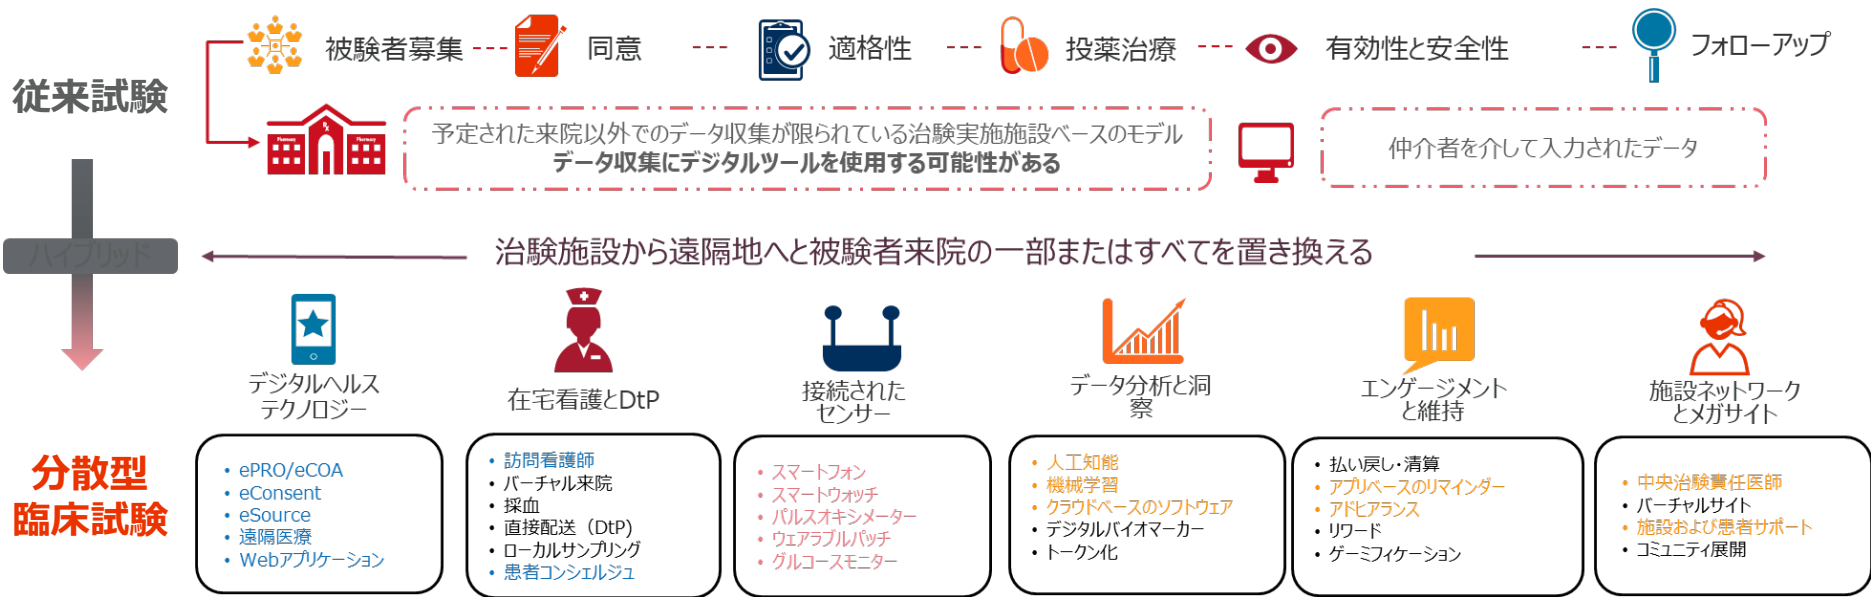 被験者募集
同意
適格性
投薬治療
有効性と安全性
フォローアップ
従来試験
予定された来院以外でのデータ収集が限られている治験実施施設ベースのモデル
データ収集にデジタルツールを使用する可能性がある
仲介者を介して入力されたデータ
ハイブリッド
治験施設から遠隔地へと被験者来院の一部またはすべてを置き換える
デジタルヘルス
テクノロジー
在宅看護とDtP
接続された
センサー
データ分析と洞
察
エンゲージメント
と維持
施設ネットワーク
とメガサイト
分散型
臨床試験
• ePRO/eCOA
• eConsent
• eSource
• 遠隔医療
• Webアプリケーション
• 訪問看護師
• バーチャル来院
• 採血
• 直接配送（DtP)
• ローカルサンプリング
• 患者コンシェルジュ
• スマートフォン
• スマートウォッチ
• パルスオキシメーター
• ウェアラブルパッチ
• グルコースモニター
• 人工知能
• 機械学習
• クラウドベースのソフトウェア
• デジタルバイオマーカー
• トークン化
• 払い戻し・清算
• アプリベースのリマインダー
• アドヒアランス
• リワード
• ゲーミフィケーション
• 中央治験責任医師
• バーチャルサイト
• 施設および患者サポート
• コミュニティ展開